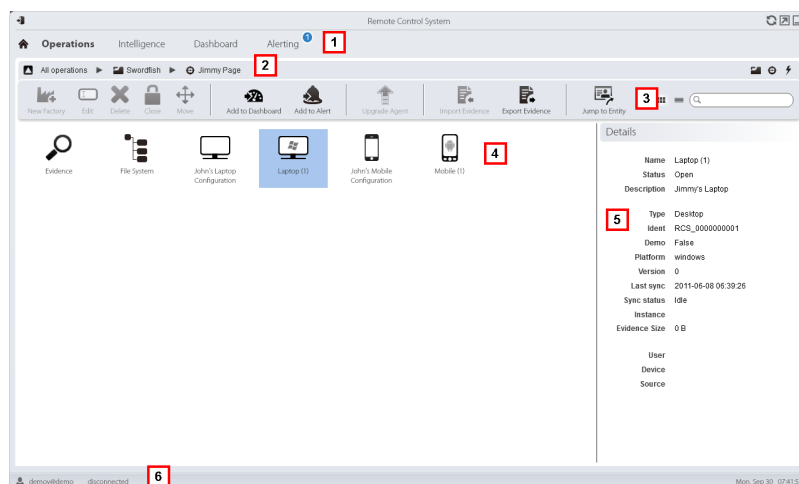 Remote Control System
Operations Intelligence Dashboard Alerting 1 1
All operations Swordfish Jimmy Page 2
New Factory Edit Delete Close Move Add to Dashboard Add to Alert Upgrade Agent Import Evidence Export Evidence Jump to Entity 3
Evidence
File System
John's Laptop
Configuration
Laptop (1)
John's Mobile
Configuration
Mobile (1)
4
Details
Name Laptop (1)
Status Open
Description Jimmy's Laptop
5
Type Desktop
Ident RCS_0000000001
Demo False
Platform windows
Version 0
Last sync 2011-06-08 06:39:26
Sync status Idle
Instance
Evidence Size 0 B
User
Device
Source
demov@demo disconnected 6
Mon, Sep 30 07:41:5